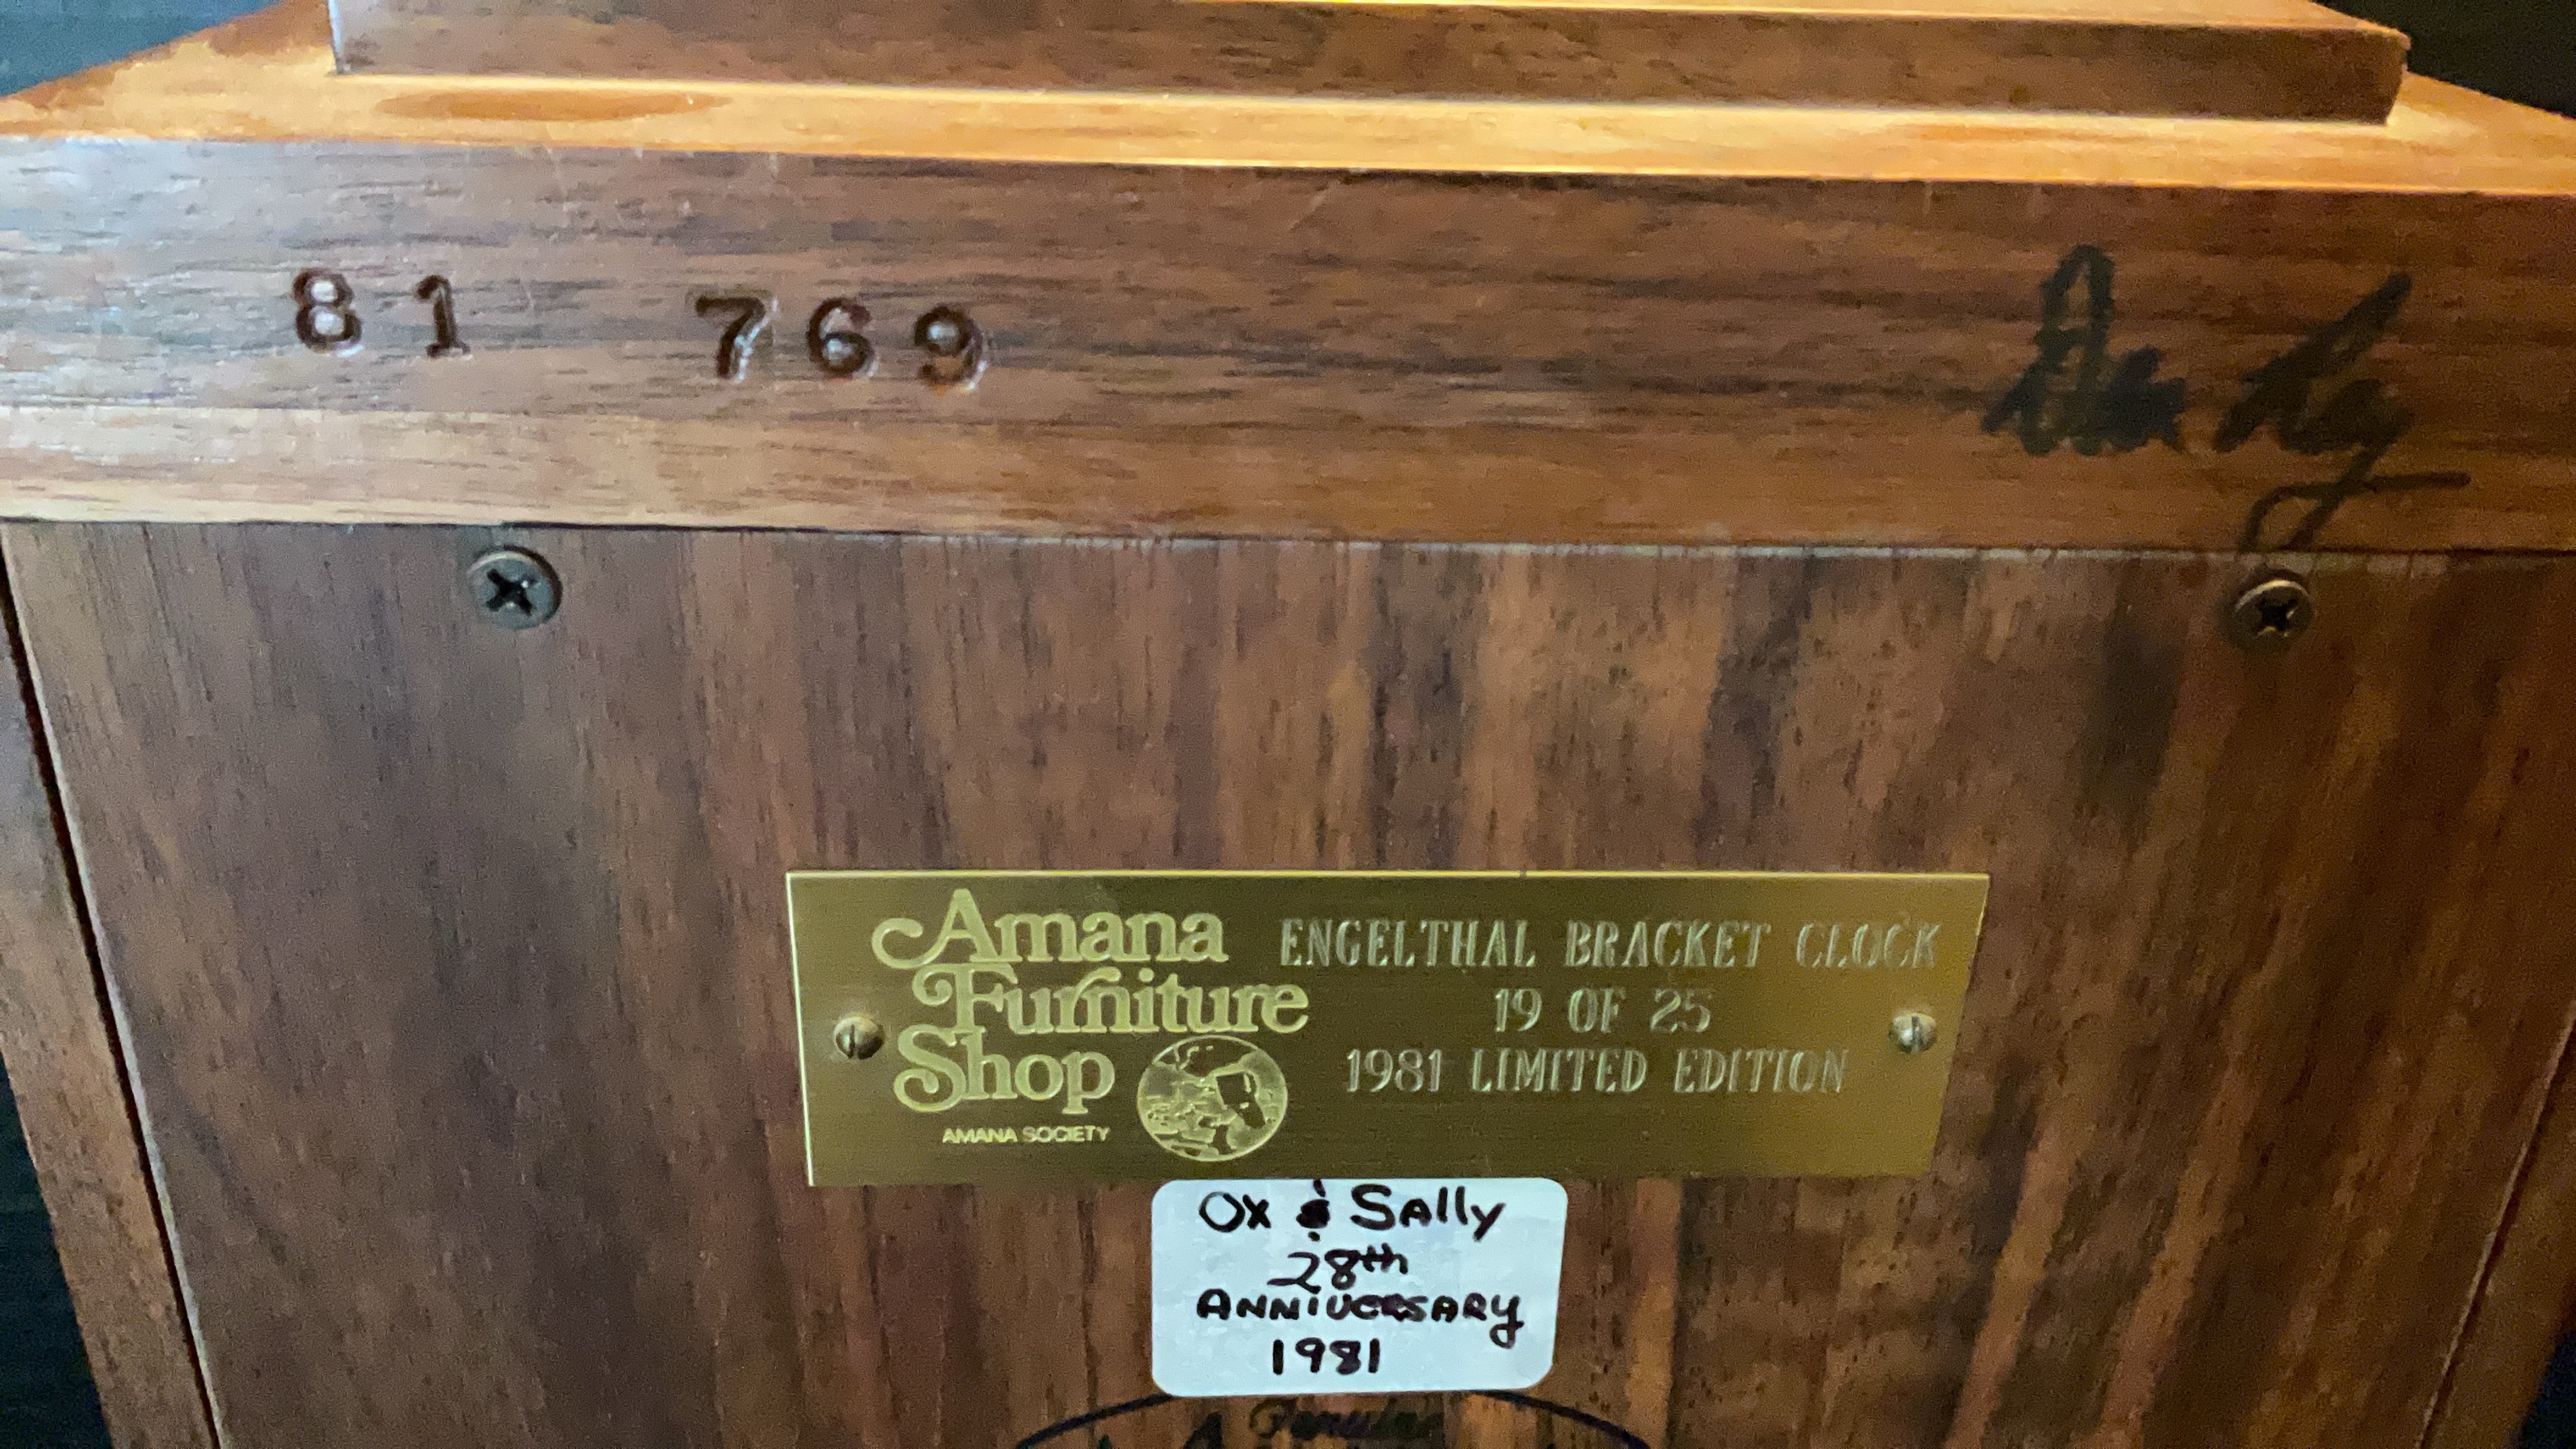 81 769
Amana
Furniture
Shop
AMANA SOCIETY
ENGELTHAL BRACKET CLOCK
19 OF 25
1981 LIMITED EDITION
Ox & SAlly
28th
ANNIVERSARY
1981
Genuine